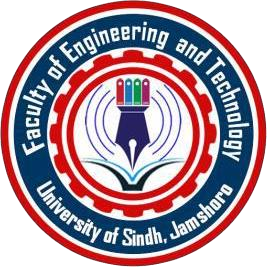 Faculty of Engineering and Technology
University of Sindh, Jamshoro